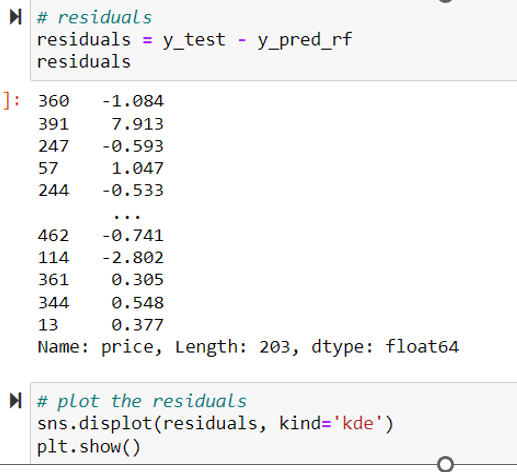 # residuals
residuals = y_test - y_pred_rf
residuals
]: 360 -1.084
391 7.913
247 -0.593
57 1.047
244 -0.533
...
462 -0.741
114 -2.802
361 0.305
344 0.548
13 0.377
Name: price, Length: 203, dtype: float64
# plot the residuals
sns.displot(residuals, kind='kde')
plt.show()